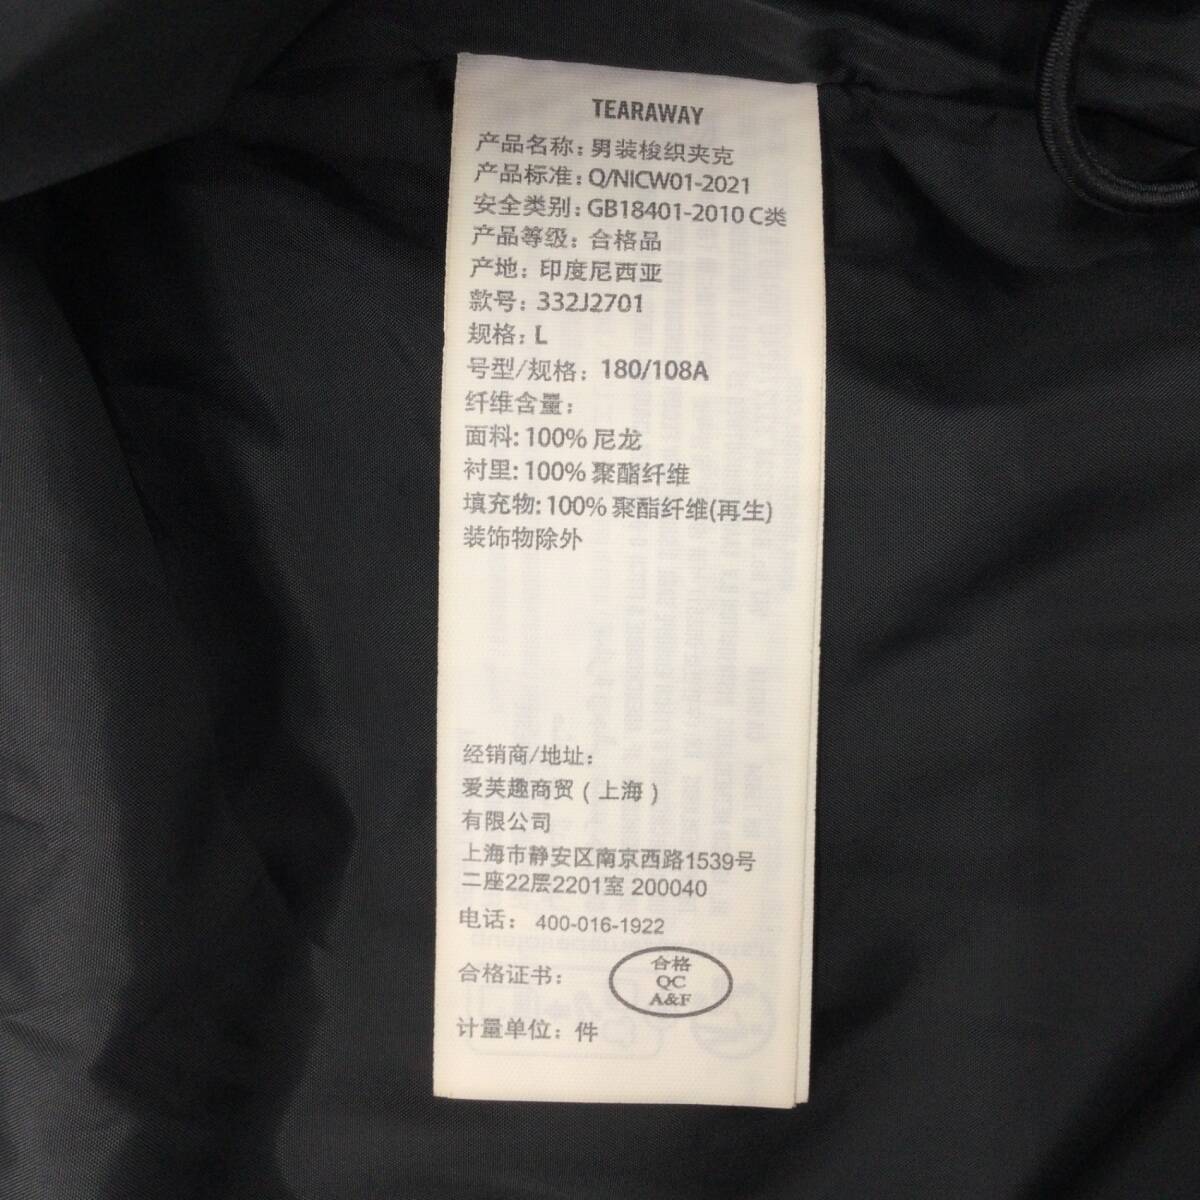 TEARAWAY
产品名称: 男装梭织夹克
产品标准: Q/NICW01-2021
安全类别: GB18401-2010 C类
产品等级: 合格品
产地: 印度尼西亚
款号: 332J2701
规格: L
号型/规格: 180/108A
纤维含量:
面料: 100% 尼龙
衬里: 100% 聚酯纤维
填充物: 100% 聚酯纤维(再生)
装饰物除外
经销商/地址:
爱芙趣商贸 ( 上海 )
有限公司
上海市静安区南京西路1539号
二座22层2201室 200040
电话: 400-016-1922
合格证书:
合格
QC
A&F
计量单位: 件